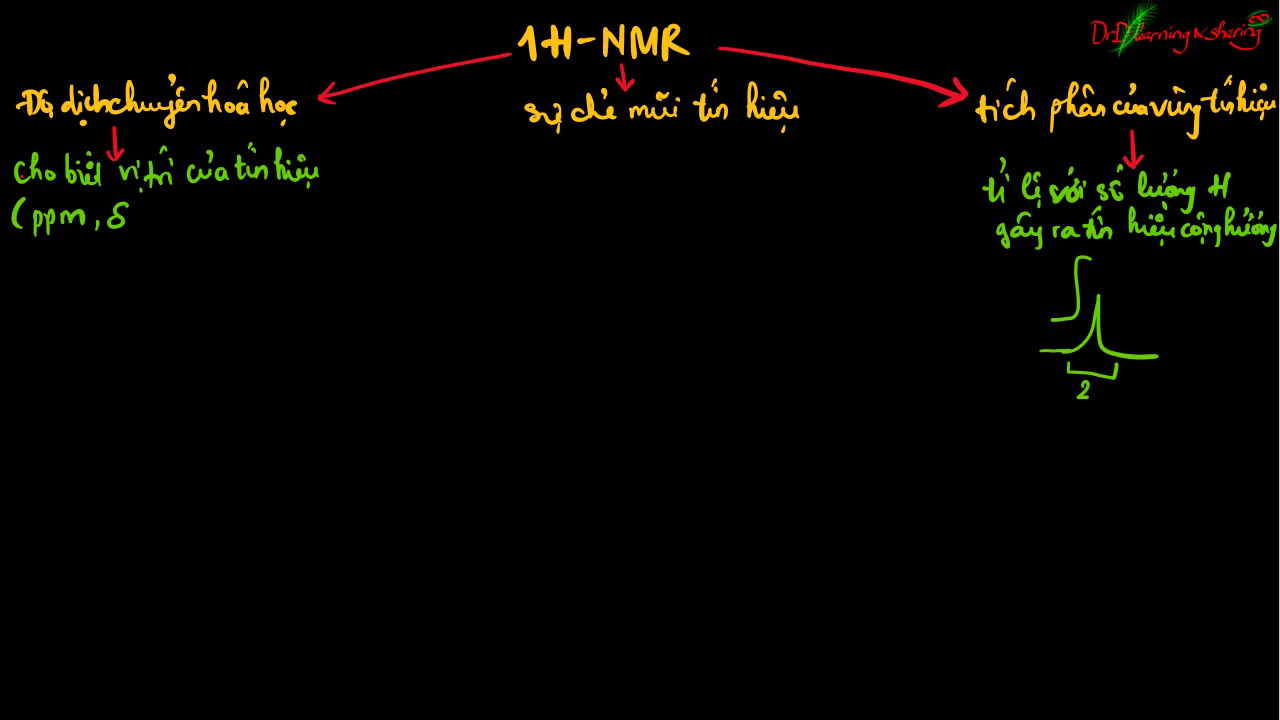 1H-NMR
Dr.D learning & sharing
Độ dịch chuyển hoá học
sự chẻ mũi tín hiệu
tích phân của vùng tín hiệu
cho biết vị trí của tín hiệu
(ppm, δ
tỉ lệ với số lượng H
gây ra tín hiệu cộng hưởng
2